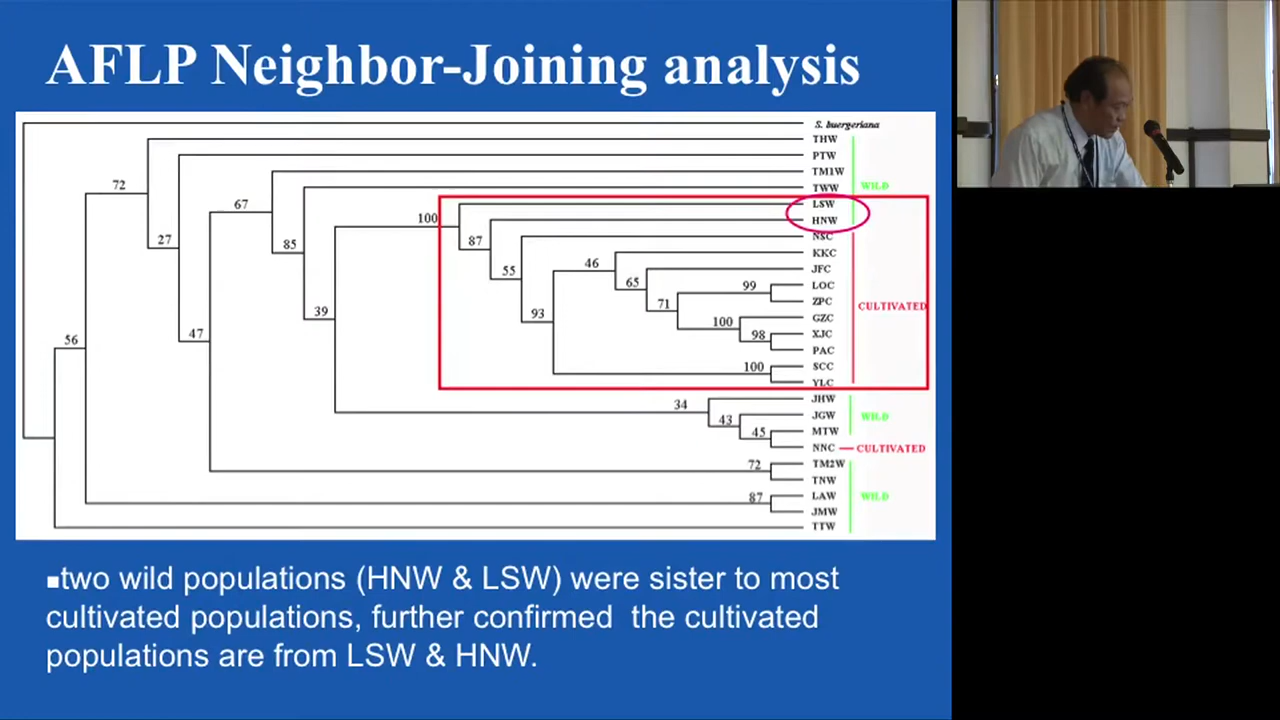 AFLP Neighbor-Joining analysis
S. buergeriana
THW
PTW
TM1W
TWW
WILD
LSW
HNW
NSC
KKC
JFC
LOC
ZPC
CULTIVATED
GZC
XJC
PAC
SCC
YLC
JHW
JGW
WILD
MTW
NNC CULTIVATED
TM2W
TNW
LAW WILD
JMW
TTW
72
67
100
87
27
85
55
46
65
99
71
93
39
100
98
47
56
100
34
43
45
72
87
■two wild populations (HNW & LSW) were sister to most
cultivated populations, further confirmed the cultivated
populations are from LSW & HNW.